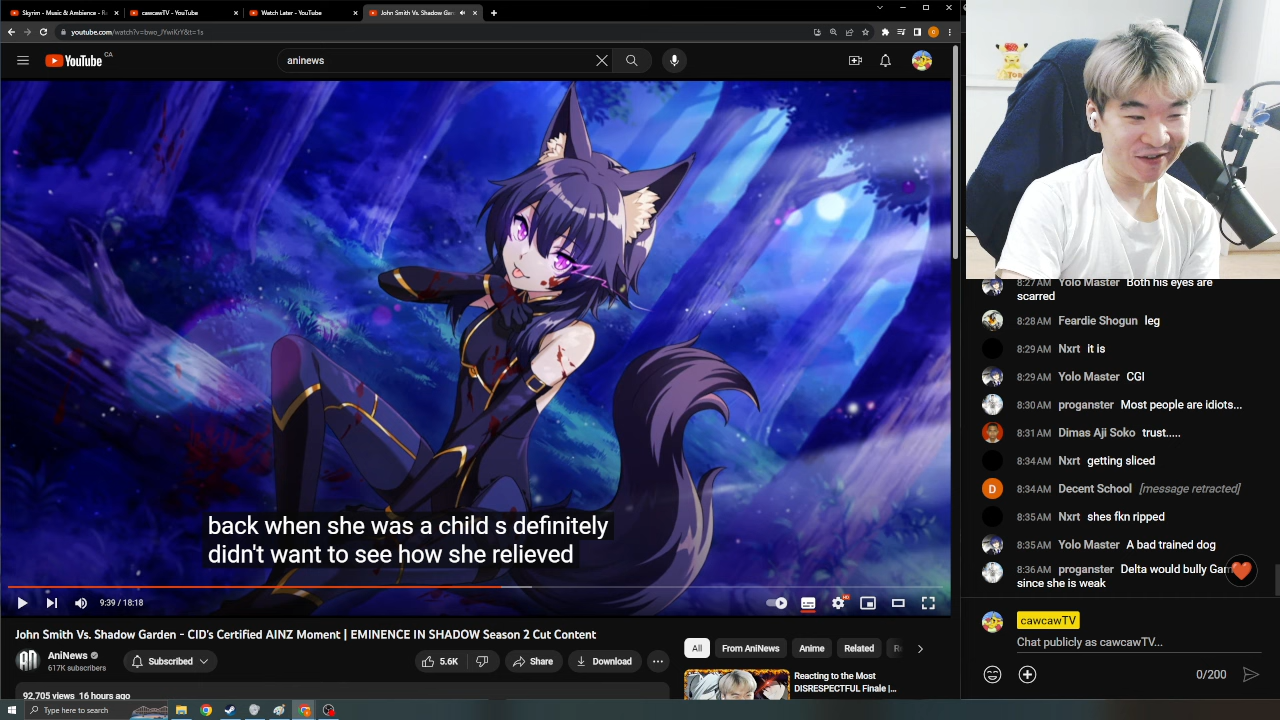 Skyrim - Music & Ambience - R
cawcawTV - YouTube
Watch Later - YouTube
John Smith Vs. Shadow Gar
youtube.com/watch?v=bwo_JYwiKrY&t=1s
YouTube CA
aninews
back when she was a child s definitely
didn't want to see how she relieved
9:39 / 18:18
HD
John Smith Vs. Shadow Garden - CID's Certified AINZ Moment | EMINENCE IN SHADOW Season 2 Cut Content
AN
AniNews
617K subscribers
Subscribed
5.6K
Share
Download
92,705 views 16 hours ago
All
From AniNews
Anime
Related
Reacting to the Most
DISRESPECTFUL Finale |...
Type here to search
8:27 AM Yolo Master Both his eyes are
scarred
8:28 AM Feardie Shogun leg
8:29 AM Nxrt it is
8:29 AM Yolo Master CGI
8:30 AM proganster Most people are idiots...
8:31 AM Dimas Aji Soko trust.....
8:34 AM Nxrt getting sliced
D
8:34 AM Decent School [message retracted]
8:35 AM Nxrt shes fkn ripped
8:35 AM Yolo Master A bad trained dog
8:36 AM proganster Delta would bully Gam
since she is weak
cawcawTV
Chat publicly as cawcawTV...
0/200